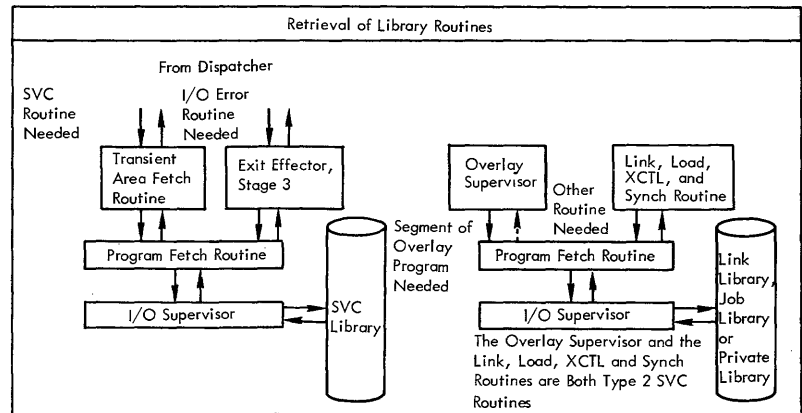 Retrieval of Library Routines
From Dispatcher
SVC
Routine
Needed
I/O Error
Routine
Needed
Transient
Area Fetch
Routine
Exit Effector,
Stage 3
Program Fetch Routine
I/O Supervisor
SVC
Library
Overlay
Supervisor
Link, Load,
XCTL, and
Synch Routine
Other
Routine
Needed
Segment of
Overlay
Program
Needed
Program Fetch Routine
I/O Supervisor
Link
Library,
Job
Library
or
Private
Library
The Overlay Supervisor and the
Link, Load, XCTL and Synch
Routines are Both Type 2 SVC
Routines